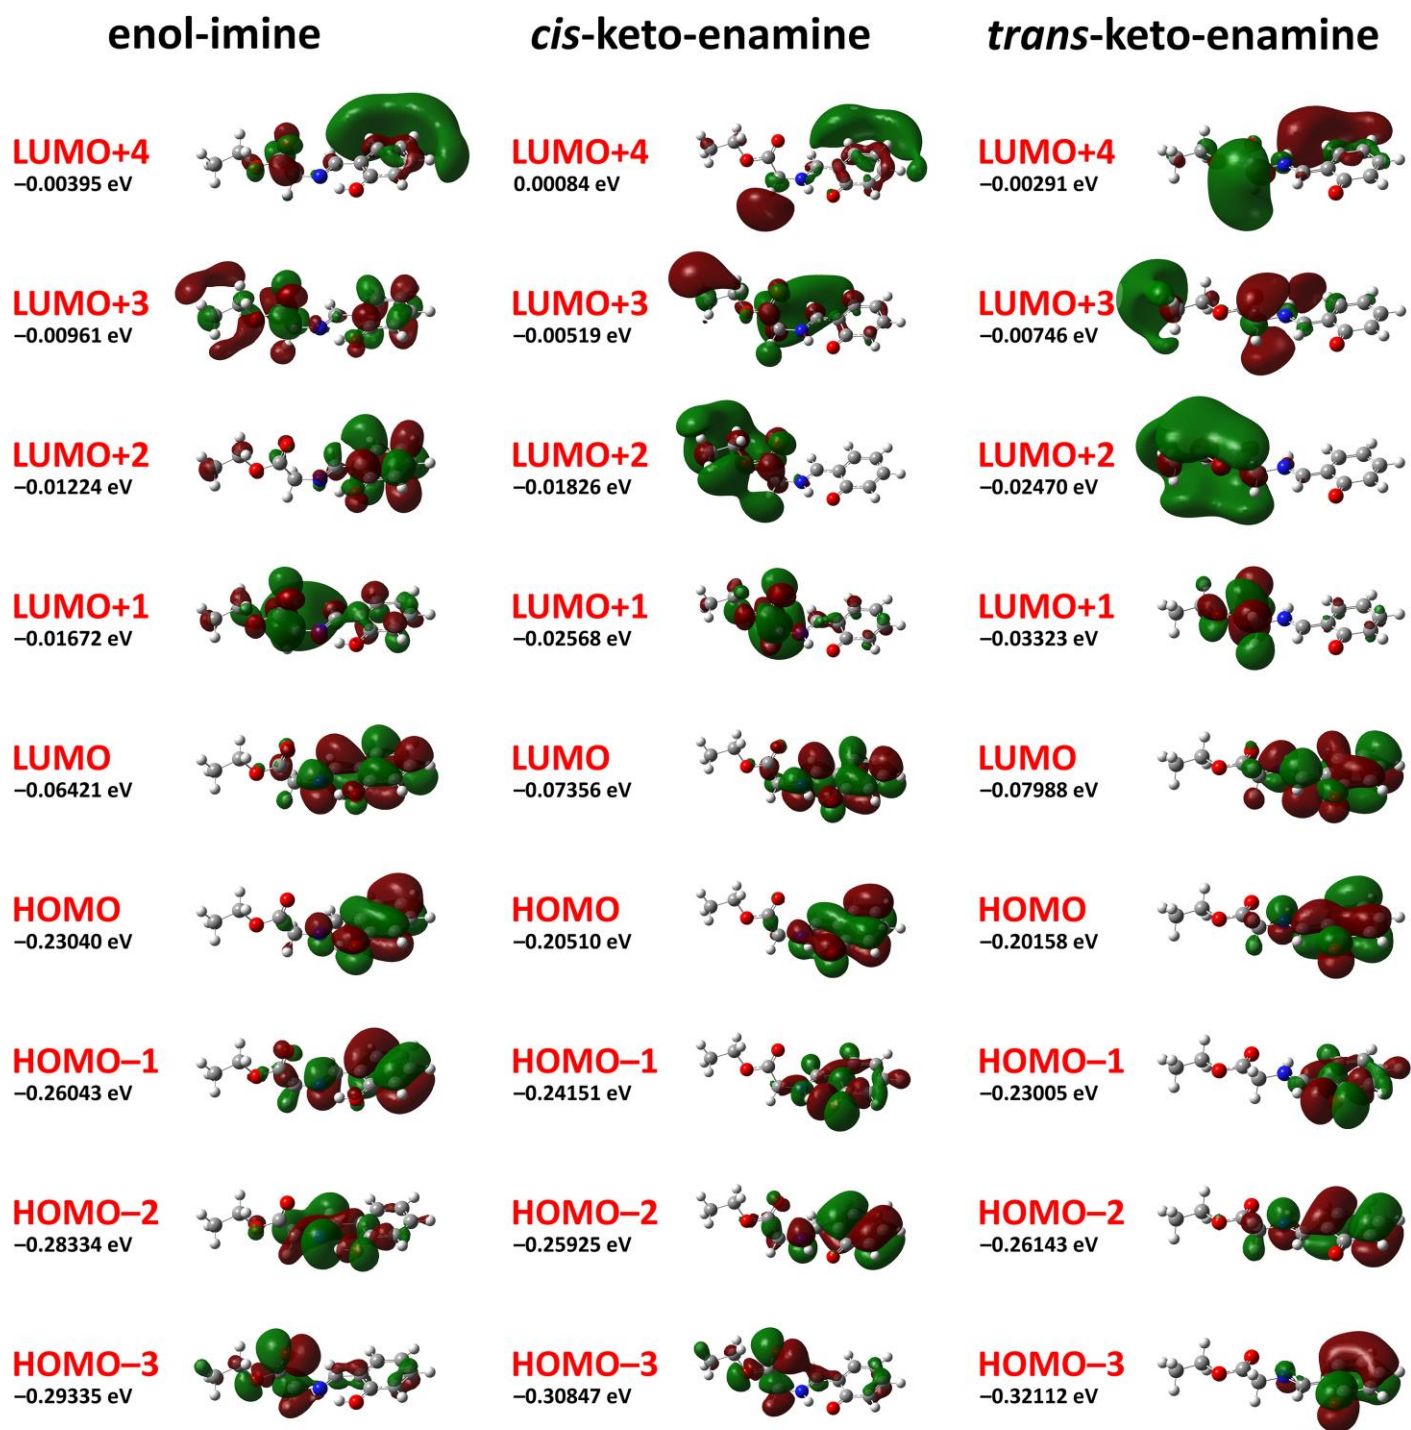 enol-imine cis-keto-enamine trans-keto-enamine
LUMO+4 LUMO+4 LUMO+4
−0.00395 eV 0.00084 eV −0.00291 eV
LUMO+3 LUMO+3 LUMO+3
−0.00961 eV −0.00519 eV −0.00746 eV
LUMO+2 LUMO+2 LUMO+2
−0.01224 eV −0.01826 eV −0.02470 eV
LUMO+1 LUMO+1 LUMO+1
−0.01672 eV −0.02568 eV −0.03323 eV
LUMO LUMO LUMO
−0.06421 eV −0.07356 eV −0.07988 eV
HOMO HOMO HOMO
−0.23040 eV −0.20510 eV −0.20158 eV
HOMO−1 HOMO−1 HOMO−1
−0.26043 eV −0.24151 eV −0.23005 eV
HOMO−2 HOMO−2 HOMO−2
−0.28334 eV −0.25925 eV −0.26143 eV
HOMO−3 HOMO−3 HOMO−3
−0.29335 eV −0.30847 eV −0.32112 eV